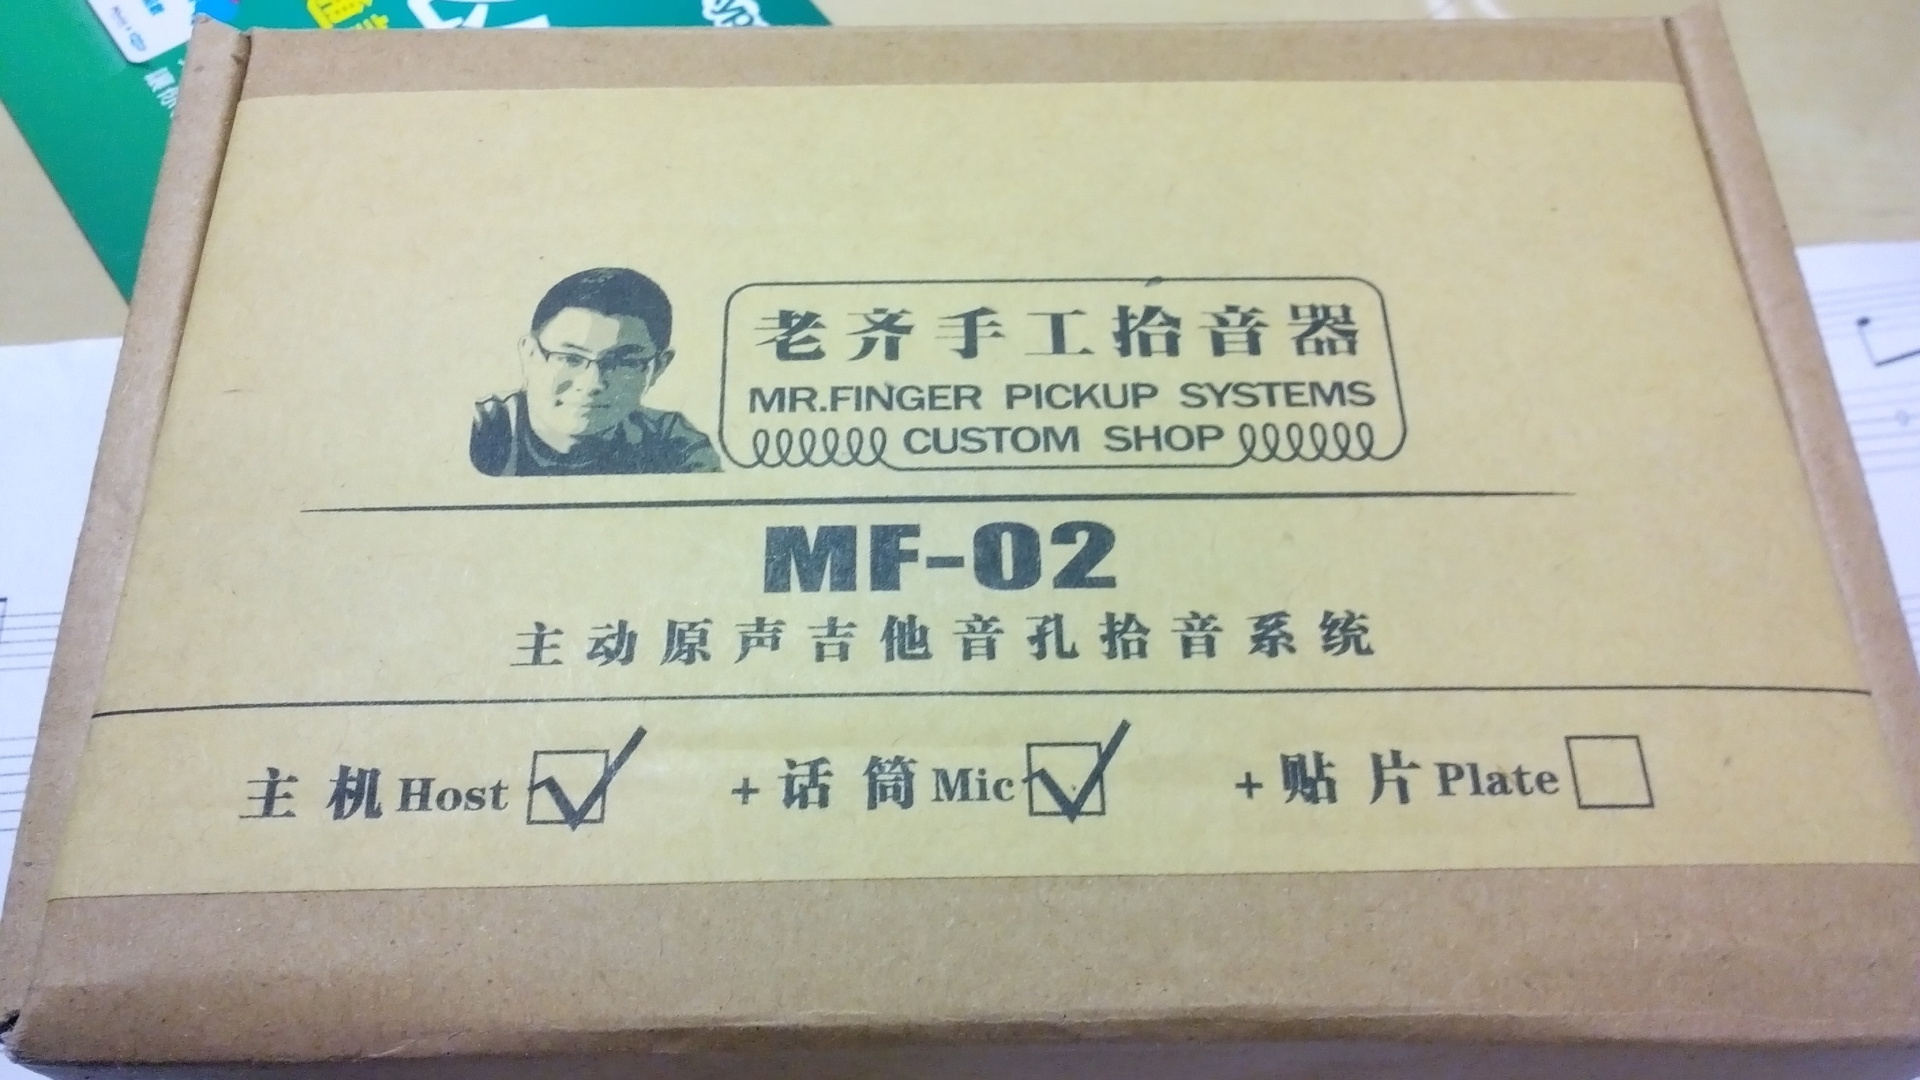 老齐手工拾音器
MR.FINGER PICKUP SYSTEMS
CUSTOM SHOP
MF-02
主动原声吉他音孔拾音系统
主机Host +话筒Mic +贴片Plate